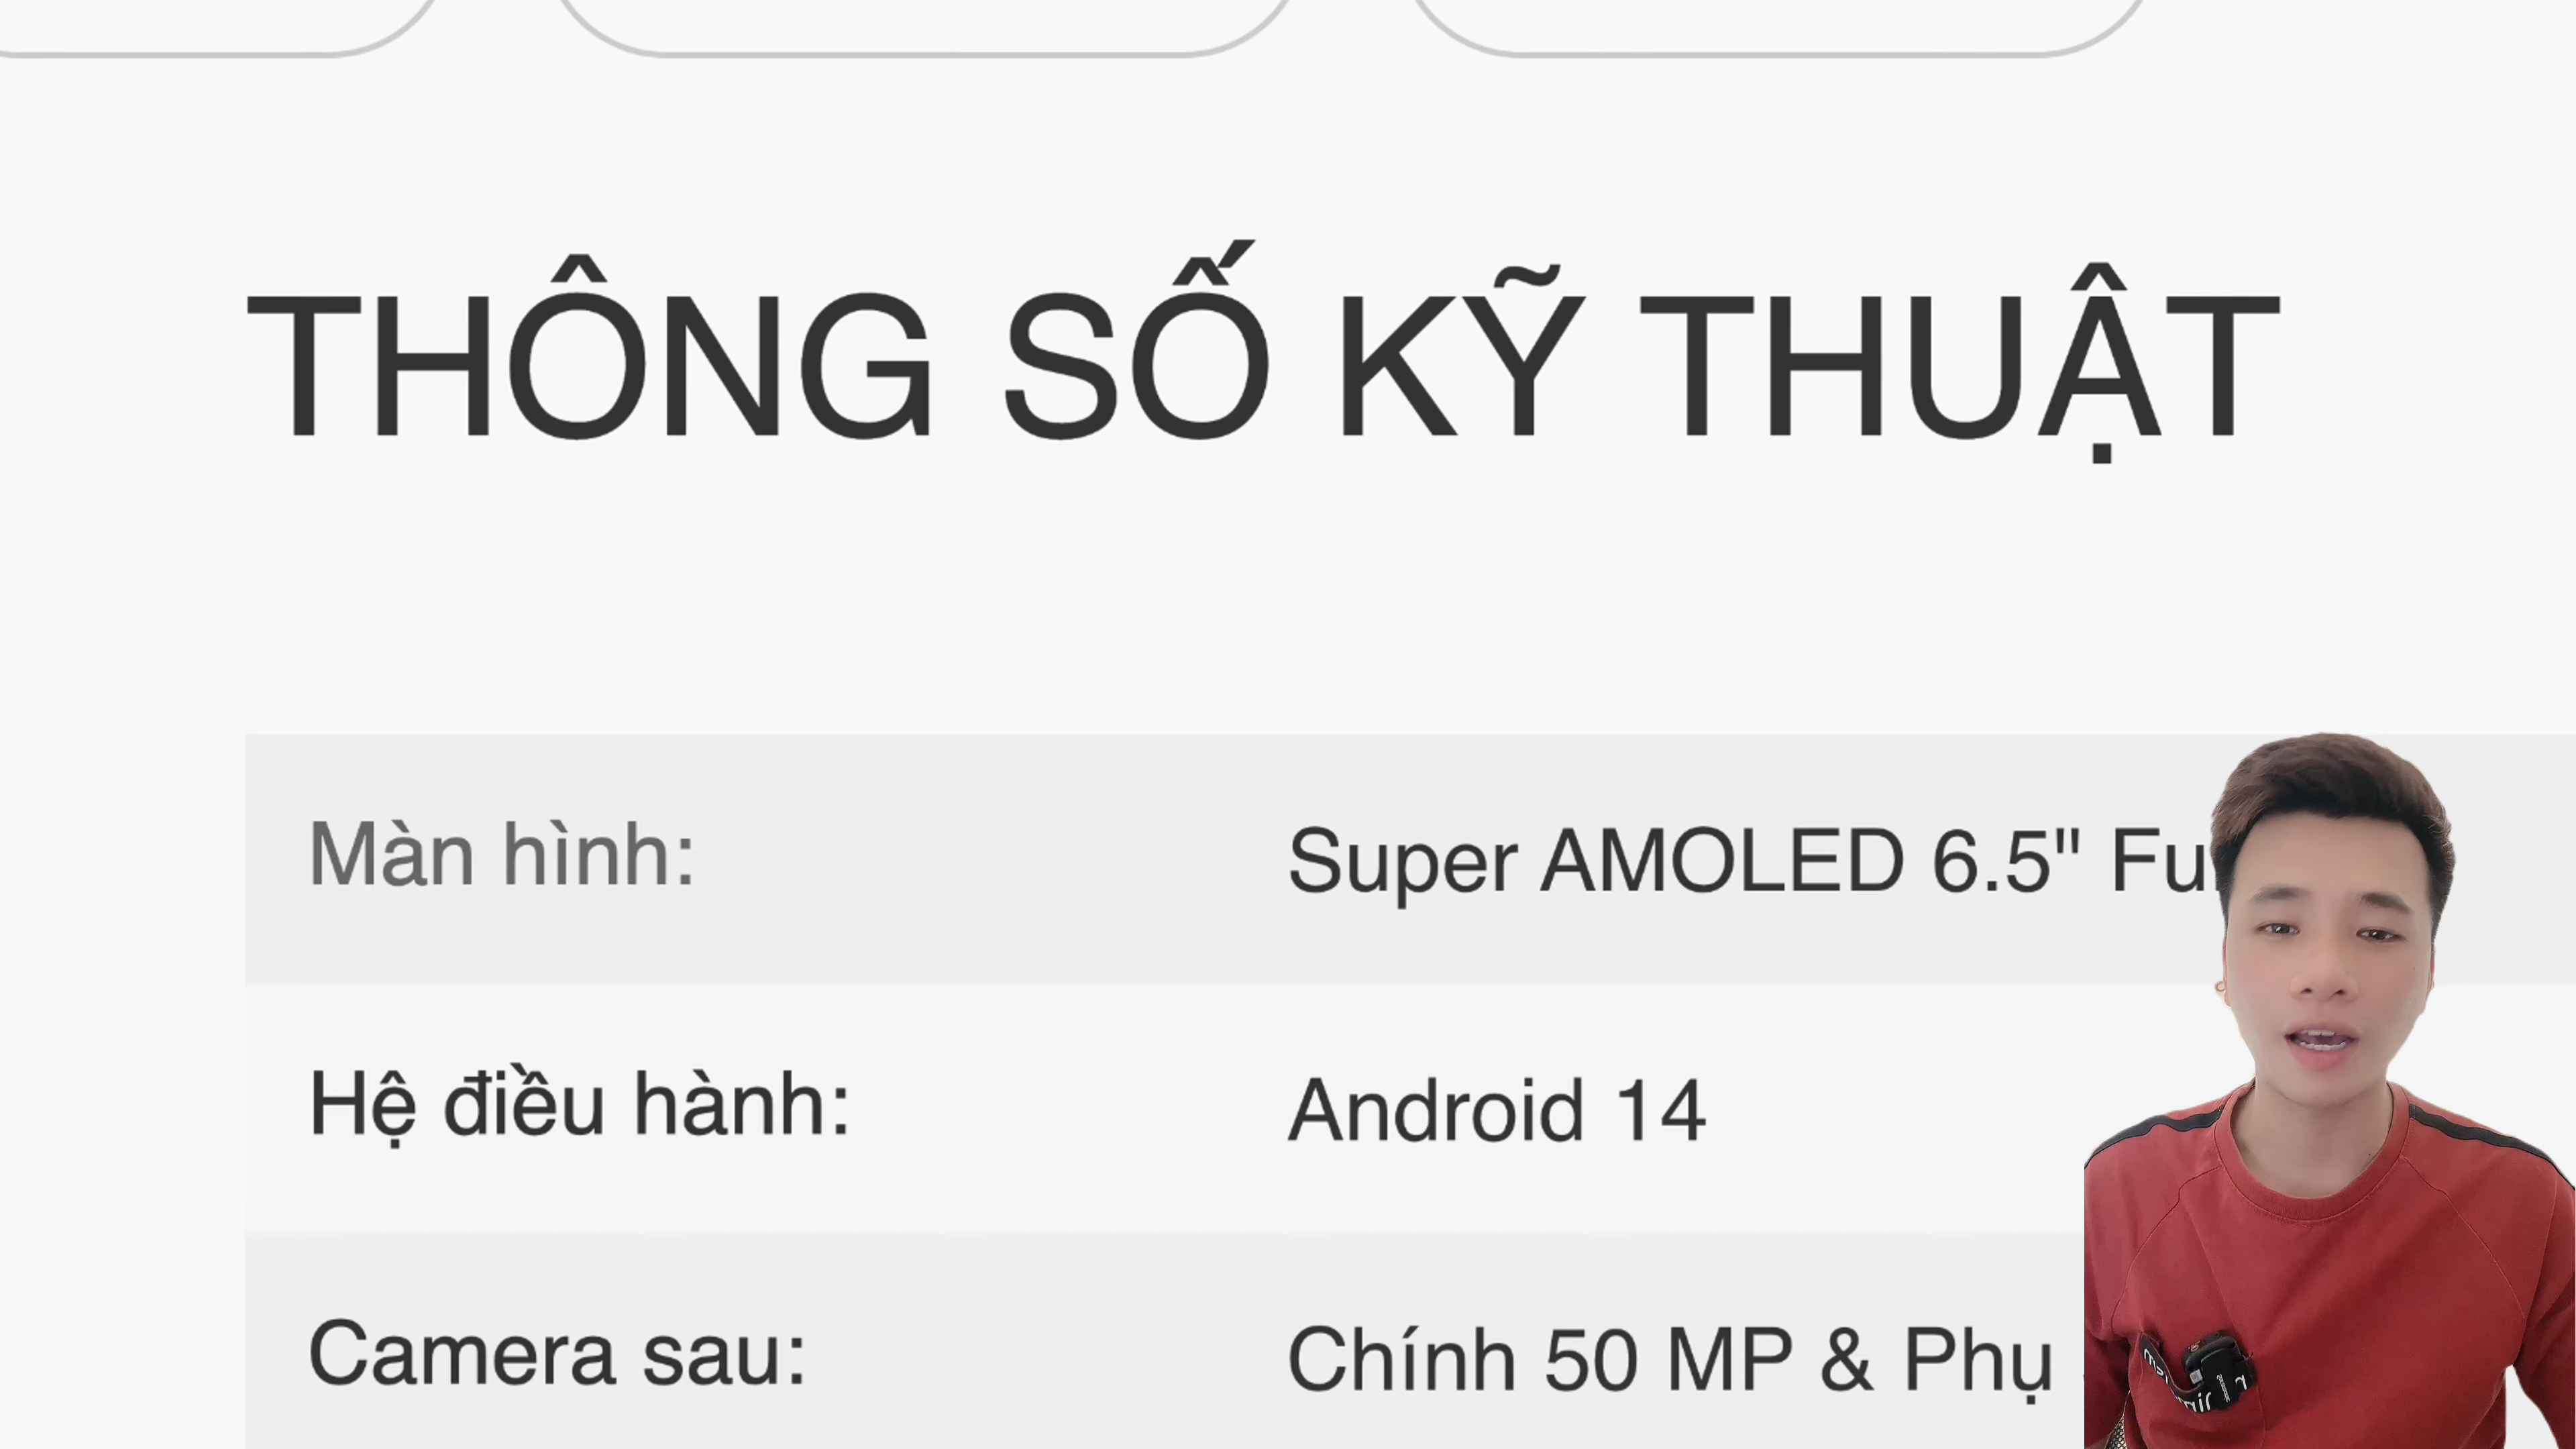 THÔNG SỐ KỸ THUẬT
Màn hình: Super AMOLED 6.5"
Hệ điều hành: Android 14
Camera sau: Chính 50 MP & Phụ